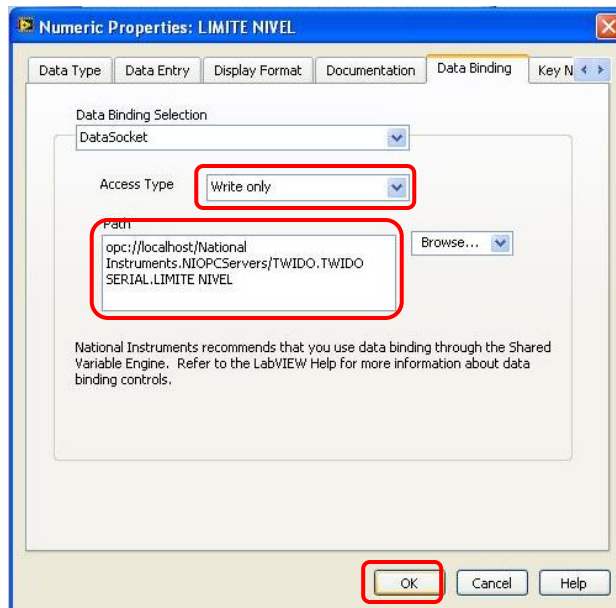 Numeric Properties: LIMITE NIVEL
Data Type Data Entry Display Format Documentation Data Binding Key N
Data Binding Selection
DataSocket
Access Type Write only
Path
opc://localhost/National
Instruments.NIOPCServers/TWIDO.TWIDO
SERIAL.LIMITE NIVEL
Browse...
National Instruments recommends that you use data binding through the Shared
Variable Engine. Refer to the LabVIEW Help for more information about data
binding controls.
OK Cancel Help